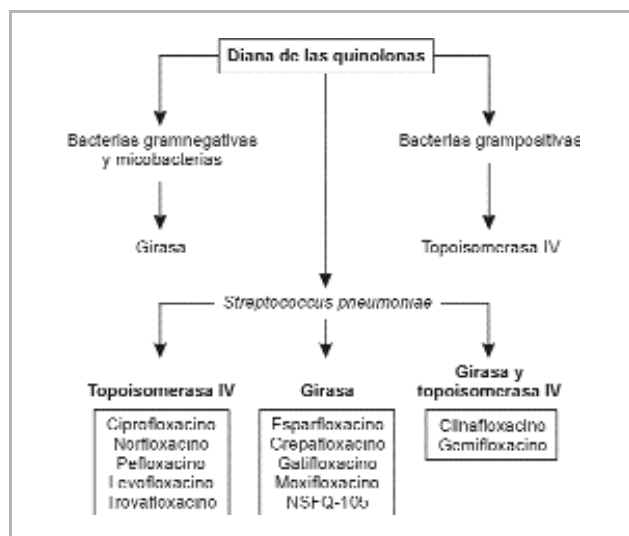 Diana de las quinolonas
Bacterias gramnegativas
y micobacterias
Bacterias grampositivas
Girasa
Topoisomerasa IV
Streptococcus pneumoniae
Topoisomerasa IV
Ciprofloxacino
Norfloxacino
Pefloxacino
Levofloxacino
Trovafloxacino
Girasa
Esparfloxacino
Grepafloxacino
Gatifloxacino
Moxifloxacino
NSFQ-105
Girasa y
topoisomerasa IV
Clinafloxacino
Gemifloxacino